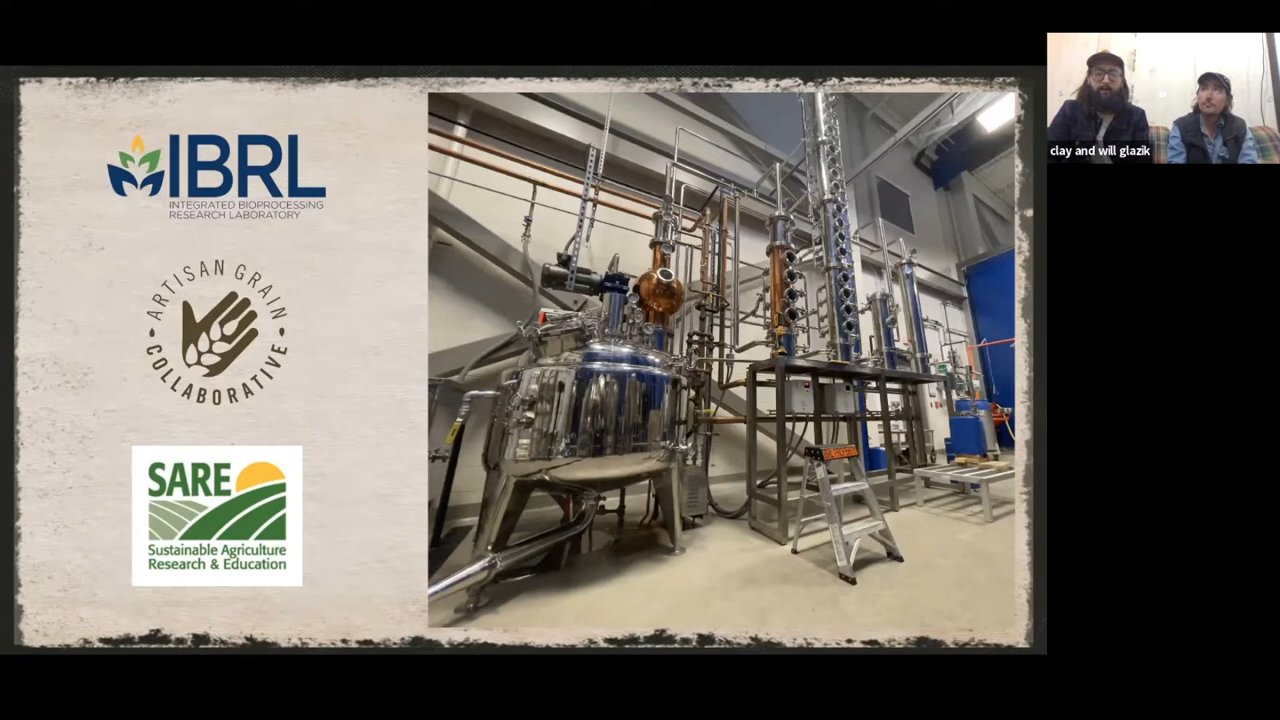 IBRL
INTEGRATED BIOPROCESSING
RESEARCH LABORATORY
ARTISAN GRAIN
COLLABORATIVE
SARE
Sustainable Agriculture
Research & Education
clay and will glazik